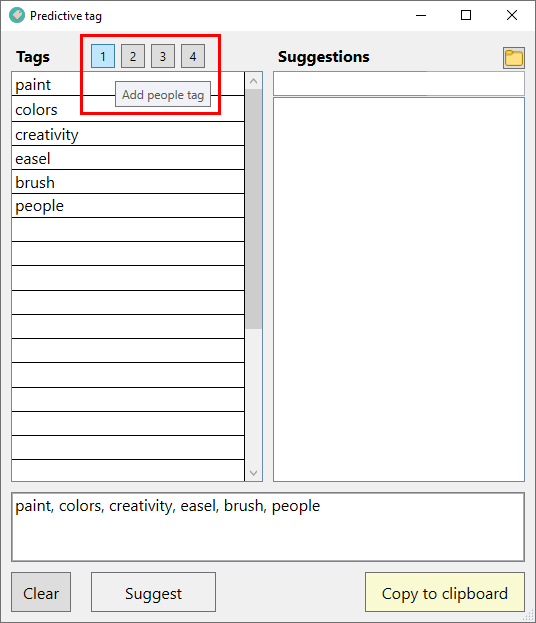 Predictive tag
Tags 1 2 3 4 Suggestions
Add people tag
paint
colors
creativity
easel
brush
people
paint, colors, creativity, easel, brush, people
Clear Suggest Copy to clipboard